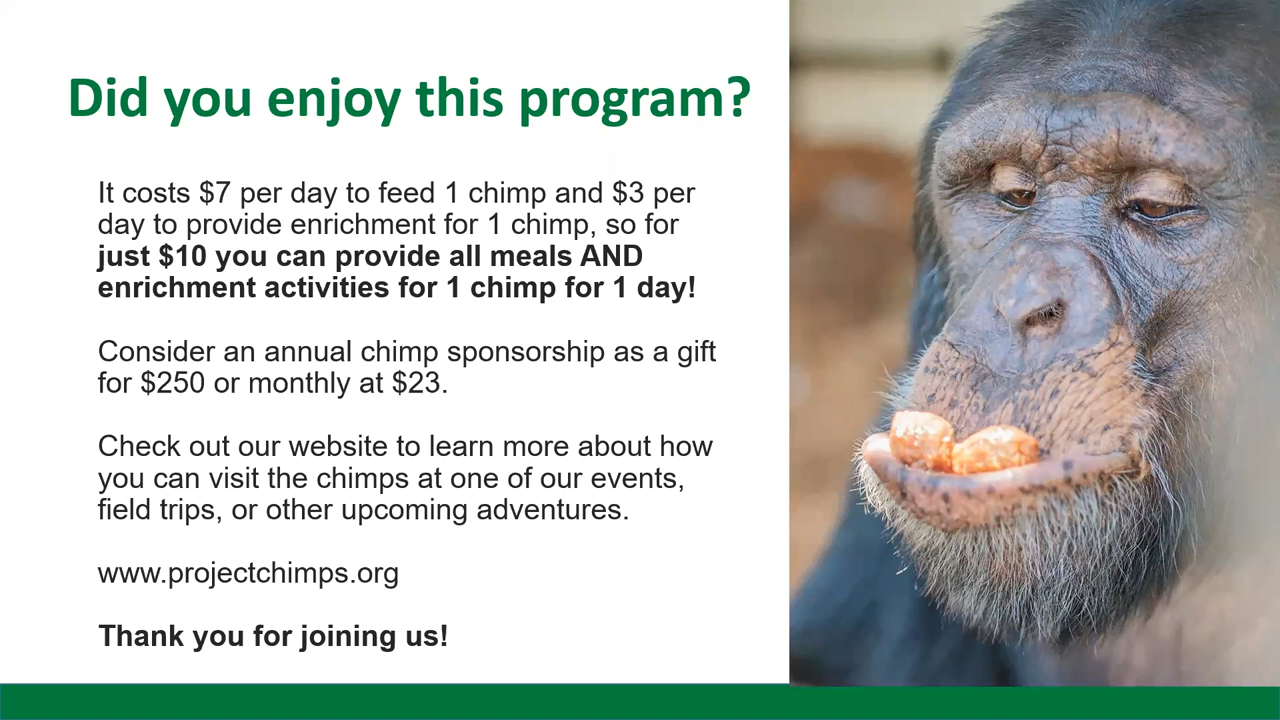 Did you enjoy this program?
It costs $7 per day to feed 1 chimp and $3 per
day to provide enrichment for 1 chimp, so for
just $10 you can provide all meals AND
enrichment activities for 1 chimp for 1 day!
Consider an annual chimp sponsorship as a gift
for $250 or monthly at $23.
Check out our website to learn more about how
you can visit the chimps at one of our events,
field trips, or other upcoming adventures.
www.projectchimps.org
Thank you for joining us!